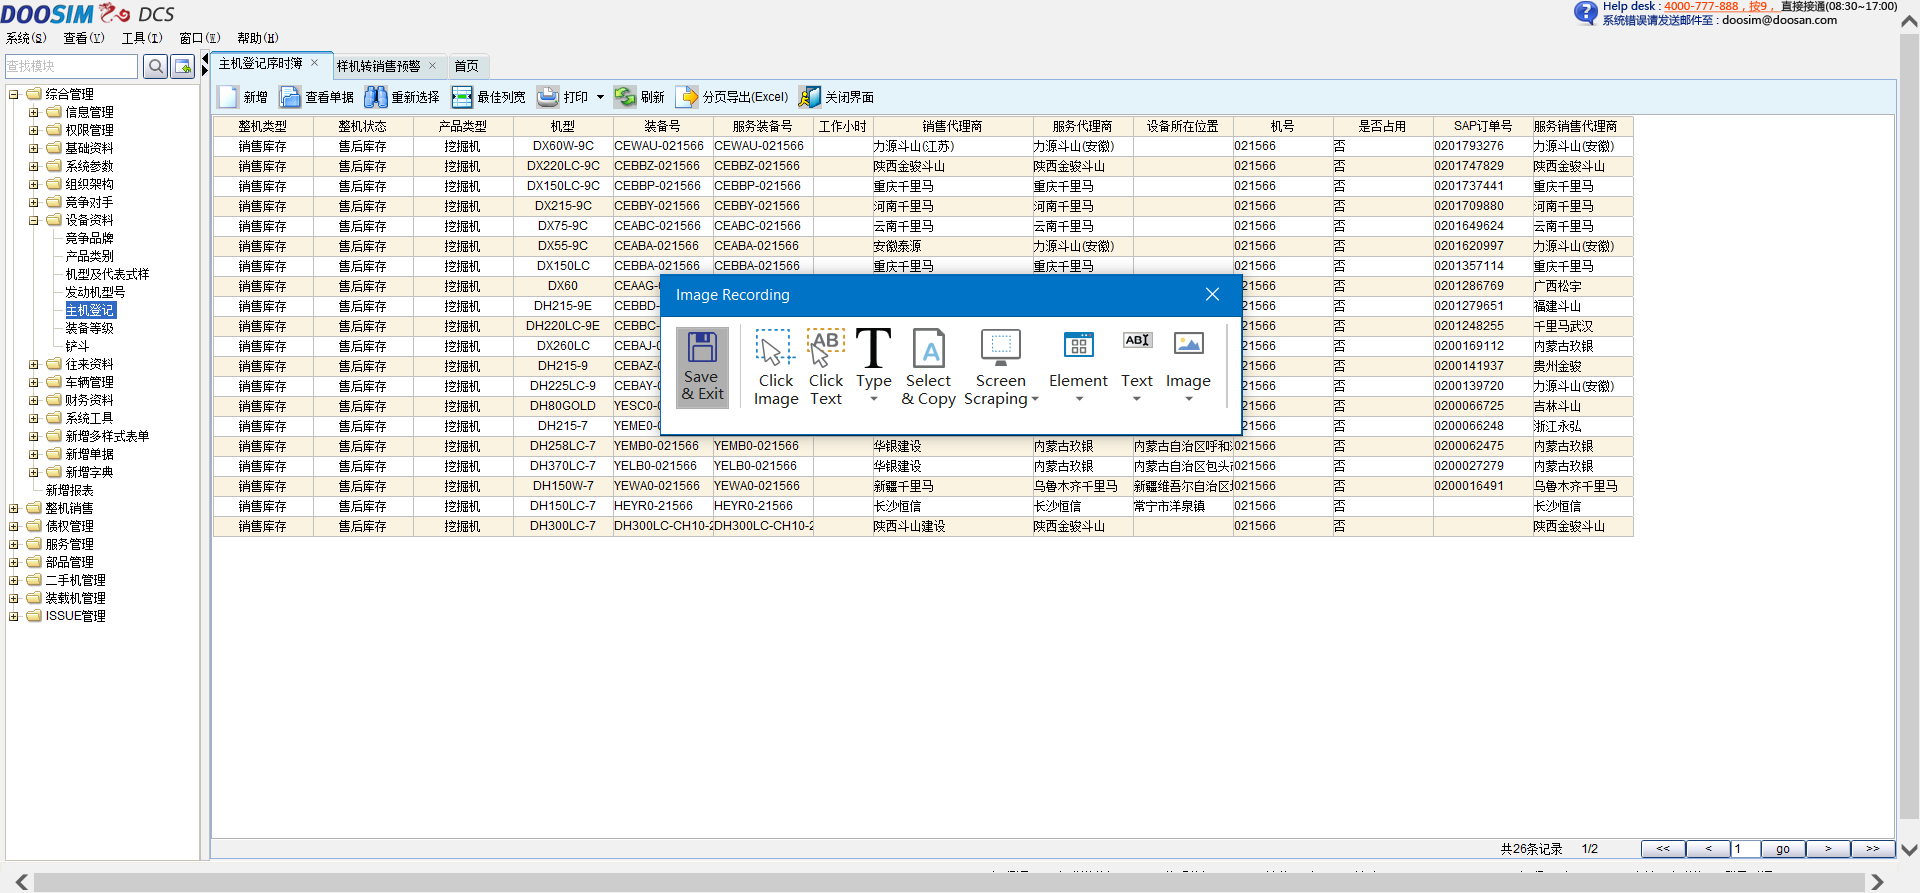 DOOSIM DCS
Help desk : 4000-777-888，按9， 直接接通(08:30~17:00)
系统错误请发送邮件至 : doosim@doosan.com
系统(S) 查看(V) 工具(T) 窗口(W) 帮助(H)
查找模块
主机登记序时簿 × 样机转销售预警 × 首页
新增 查看单据 重新选择 最佳列宽 打印 刷新 分页导出(Excel) 关闭界面
综合管理
信息管理
权限管理
基础资料
系统参数
组织架构
竞争对手
设备资料
竞争品牌
产品类别
机型及代表式样
发动机型号
主机登记
装备等级
铲斗
往来资料
车辆管理
财务资料
系统工具
新增多样式表单
新增单据
新增字典
新增报表
整机销售
债权管理
服务管理
部品管理
二手机管理
装载机管理
ISSUE管理
整机类型 整机状态 产品类型 机型 装备号 服务装备号 工作小时 销售代理商 服务代理商 设备所在位置 机号 是否占用 SAP订单号 服务销售代理商
销售库存 售后库存 挖掘机 DX60W-9C CEWAU-021566 CEWAU-021566 力源斗山(江苏) 力源斗山(安徽) 021566 否 0201793276 力源斗山(安徽)
销售库存 售后库存 挖掘机 DX220LC-9C CEBBZ-021566 CEBBZ-021566 陕西金骏斗山 陕西金骏斗山 021566 否 0201747829 陕西金骏斗山
销售库存 售后库存 挖掘机 DX150LC-9C CEBBP-021566 CEBBP-021566 重庆千里马 重庆千里马 021566 否 0201737441 重庆千里马
销售库存 售后库存 挖掘机 DX215-9C CEBBY-021566 CEBBY-021566 河南千里马 河南千里马 021566 否 0201709880 河南千里马
销售库存 售后库存 挖掘机 DX75-9C CEABC-021566 CEABC-021566 云南千里马 云南千里马 021566 否 0201649624 云南千里马
销售库存 售后库存 挖掘机 DX55-9C CEABA-021566 CEABA-021566 安徽泰源 力源斗山(安徽) 021566 否 0201620997 力源斗山(安徽)
销售库存 售后库存 挖掘机 DX150LC CEBBA-021566 CEBBA-021566 重庆千里马 重庆千里马 021566 否 0201357114 重庆千里马
销售库存 售后库存 挖掘机 DX60 CEAAG- 21566 否 0201286769 广西松宇
销售库存 售后库存 挖掘机 DH215-9E CEBBD- 21566 否 0201279651 福建斗山
销售库存 售后库存 挖掘机 DH220LC-9E CEBBC- 21566 否 0201248255 千里马武汉
销售库存 售后库存 挖掘机 DX260LC CEBAJ-0 21566 否 0200169112 内蒙古玖银
销售库存 售后库存 挖掘机 DH215-9 CEBAZ-0 21566 否 0200141937 贵州金骏
销售库存 售后库存 挖掘机 DH225LC-9 CEBAY-0 21566 否 0200139720 力源斗山(安徽)
销售库存 售后库存 挖掘机 DH80GOLD YESC0-0 21566 否 0200066725 吉林斗山
销售库存 售后库存 挖掘机 DH215-7 YEME0-0 21566 否 0200066248 浙江永弘
销售库存 售后库存 挖掘机 DH258LC-7 YEMB0-021566 YEMB0-021566 华银建设 内蒙古玖银 内蒙古自治区呼和 021566 否 0200062475 内蒙古玖银
销售库存 售后库存 挖掘机 DH370LC-7 YELB0-021566 YELB0-021566 华银建设 内蒙古玖银 内蒙古自治区包头 021566 否 0200027279 内蒙古玖银
销售库存 售后库存 挖掘机 DH150W-7 YEWA0-021566 YEWA0-021566 新疆千里马 乌鲁木齐千里马 新疆维吾尔自治区 021566 否 0200016491 乌鲁木齐千里马
销售库存 售后库存 挖掘机 DH150LC-7 HEYR0-21566 HEYR0-21566 长沙恒信 长沙恒信 常宁市洋泉镇 021566 否 长沙恒信
销售库存 售后库存 挖掘机 DH300LC-7 DH300LC-CH10-2 DH300LC-CH10-2 陕西斗山建设 陕西金骏斗山 021566 否 陕西金骏斗山
Image Recording
Save & Exit
Click Image
AB
Click Text
T
Type
A
Select & Copy
Screen Scraping
Element
ABI
Text
Image
共26条记录 1/2 << < 1 go > >>